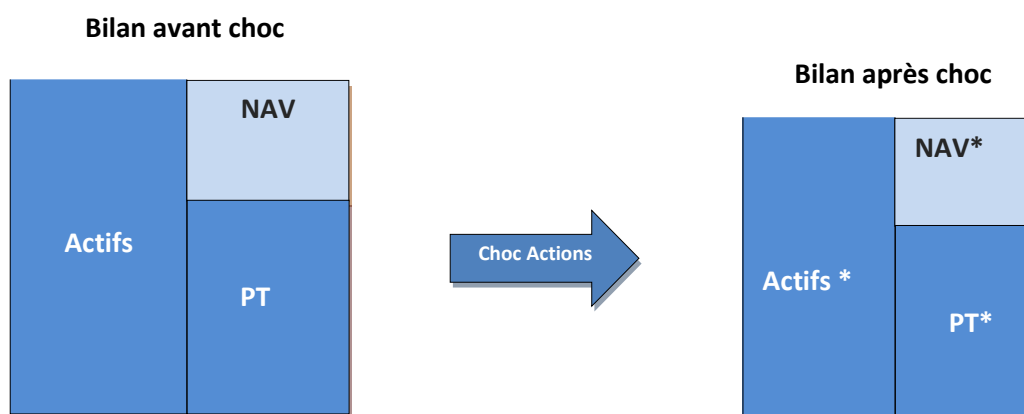 Bilan avant choc
NAV
Actifs
PT
Choc Actions
Bilan après choc
NAV*
Actifs *
PT*